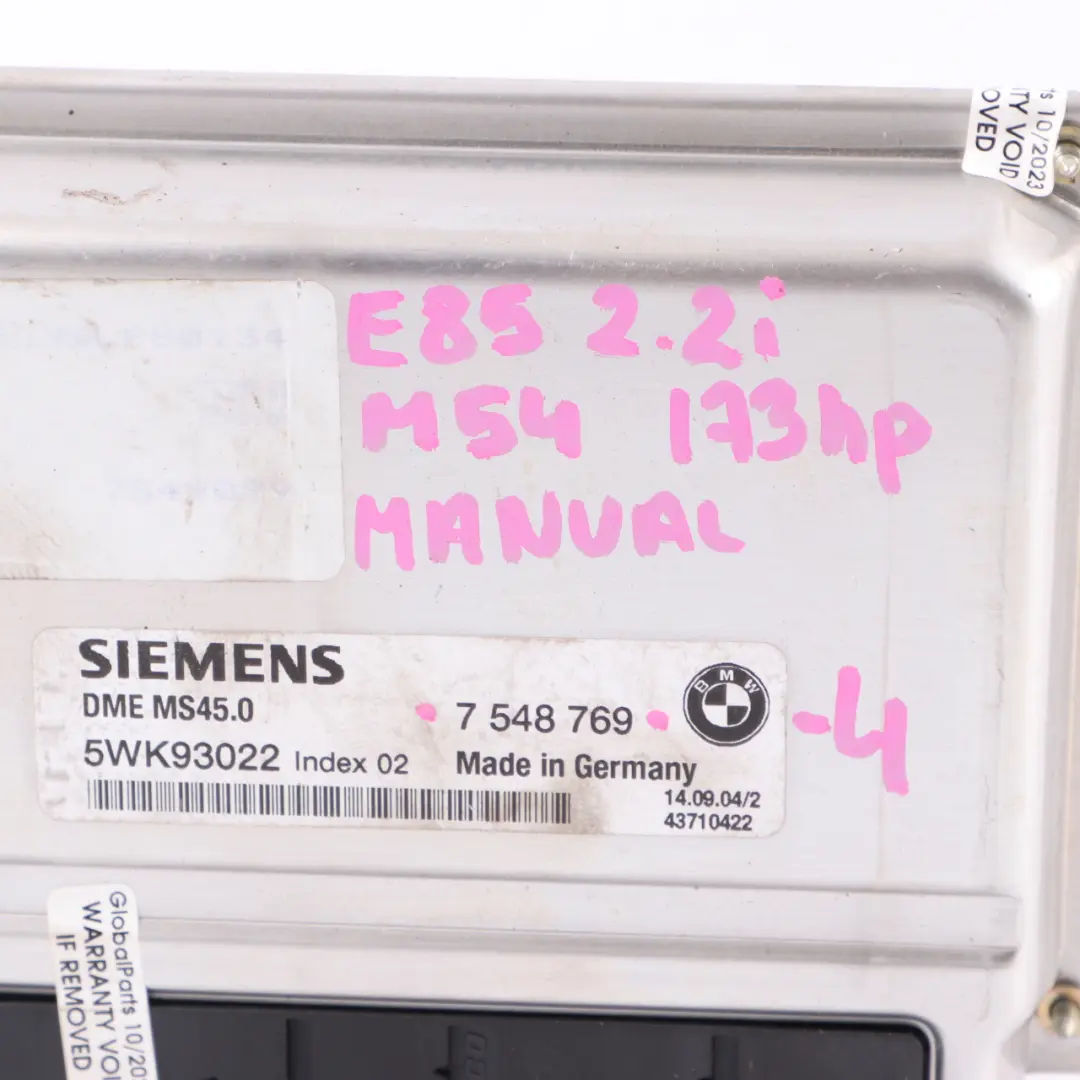 10/2023
TY VOID
OVED
E85 2.2i
M54 173hp
MANUAL
SIEMENS
DME MS45.0
7 548 769
BMW
-4
5WK93022 Index 02
Made in Germany
14.09.04/2
43710422
GlobalParts 10/20
WARRANTY VOI
IF REMOVED